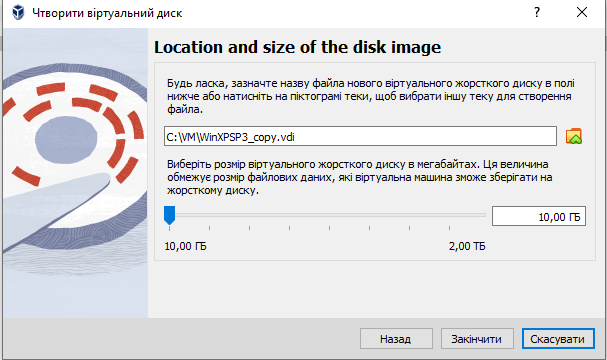 Чтворити віртуальний диск
?
Location and size of the disk image
Будь ласка, зазначте назву файла нового віртуального жорсткого диску в полі
нижче або натисніть на піктограмі теки, щоб вибрати іншу теку для створення
файла.
C:\VM\WinXPSP3_copy.vdi
Виберіть розмір віртуального жорсткого диску в мегабайтах. Ця величина
обмежує розмір файлових даних, які віртуальна машина зможе зберігати на
жорсткому диску.
10,00 ГБ
10,00 ГБ 2,00 ТБ
Назад Закінчити Скасувати